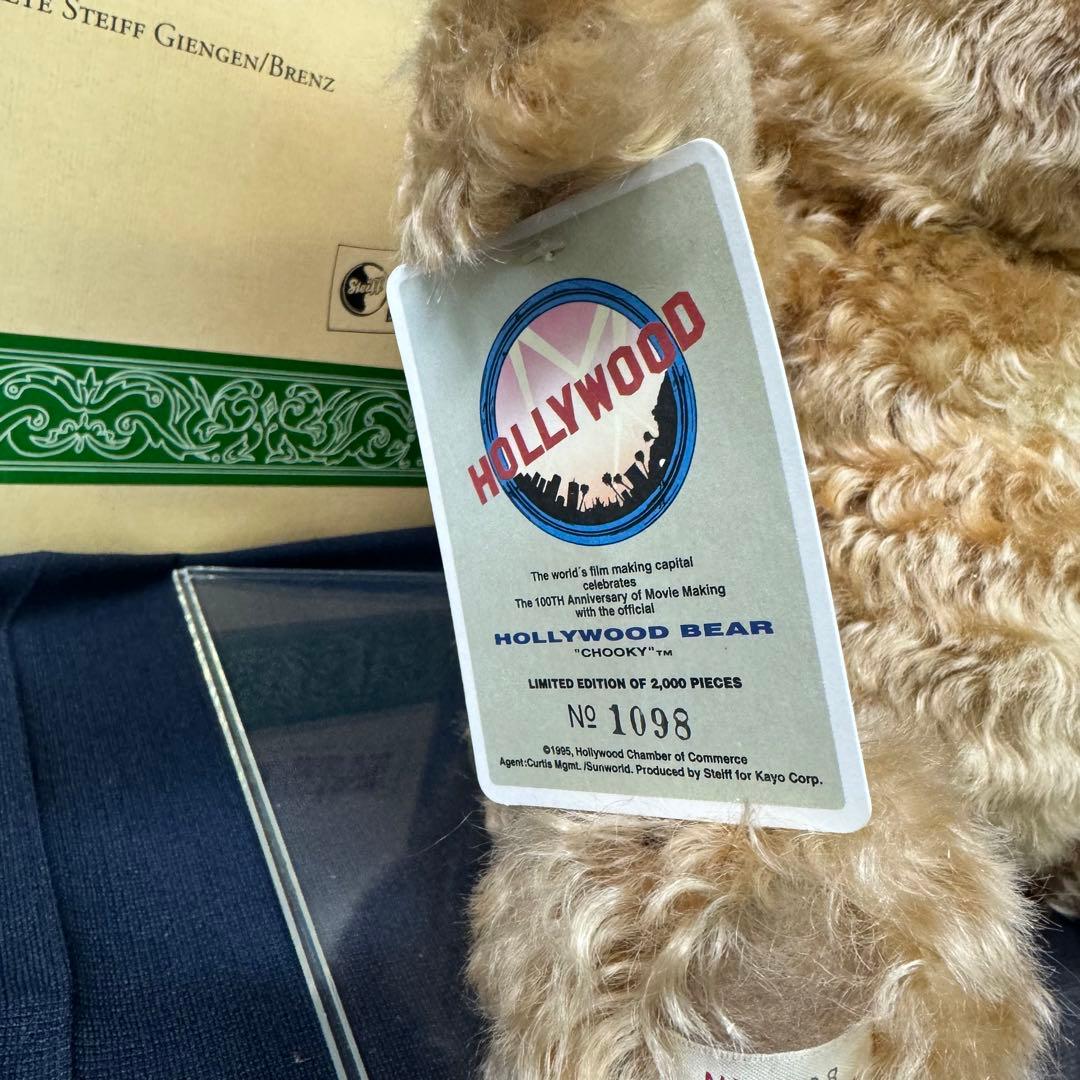 STEIFF GIENGEN/BRENZ
Steiff
HOLLYWOOD
The world's film making capital
celebrates
The 100TH Anniversary of Movie Making
with the official
HOLLYWOOD BEAR
"CHOOKY"™
LIMITED EDITION OF 2,000 PIECES
Nº 1098
©1995, Hollywood Chamber of Commerce
Agent:Curtis Mgmt. /Sunworld. Produced by Steiff for Kayo Corp.